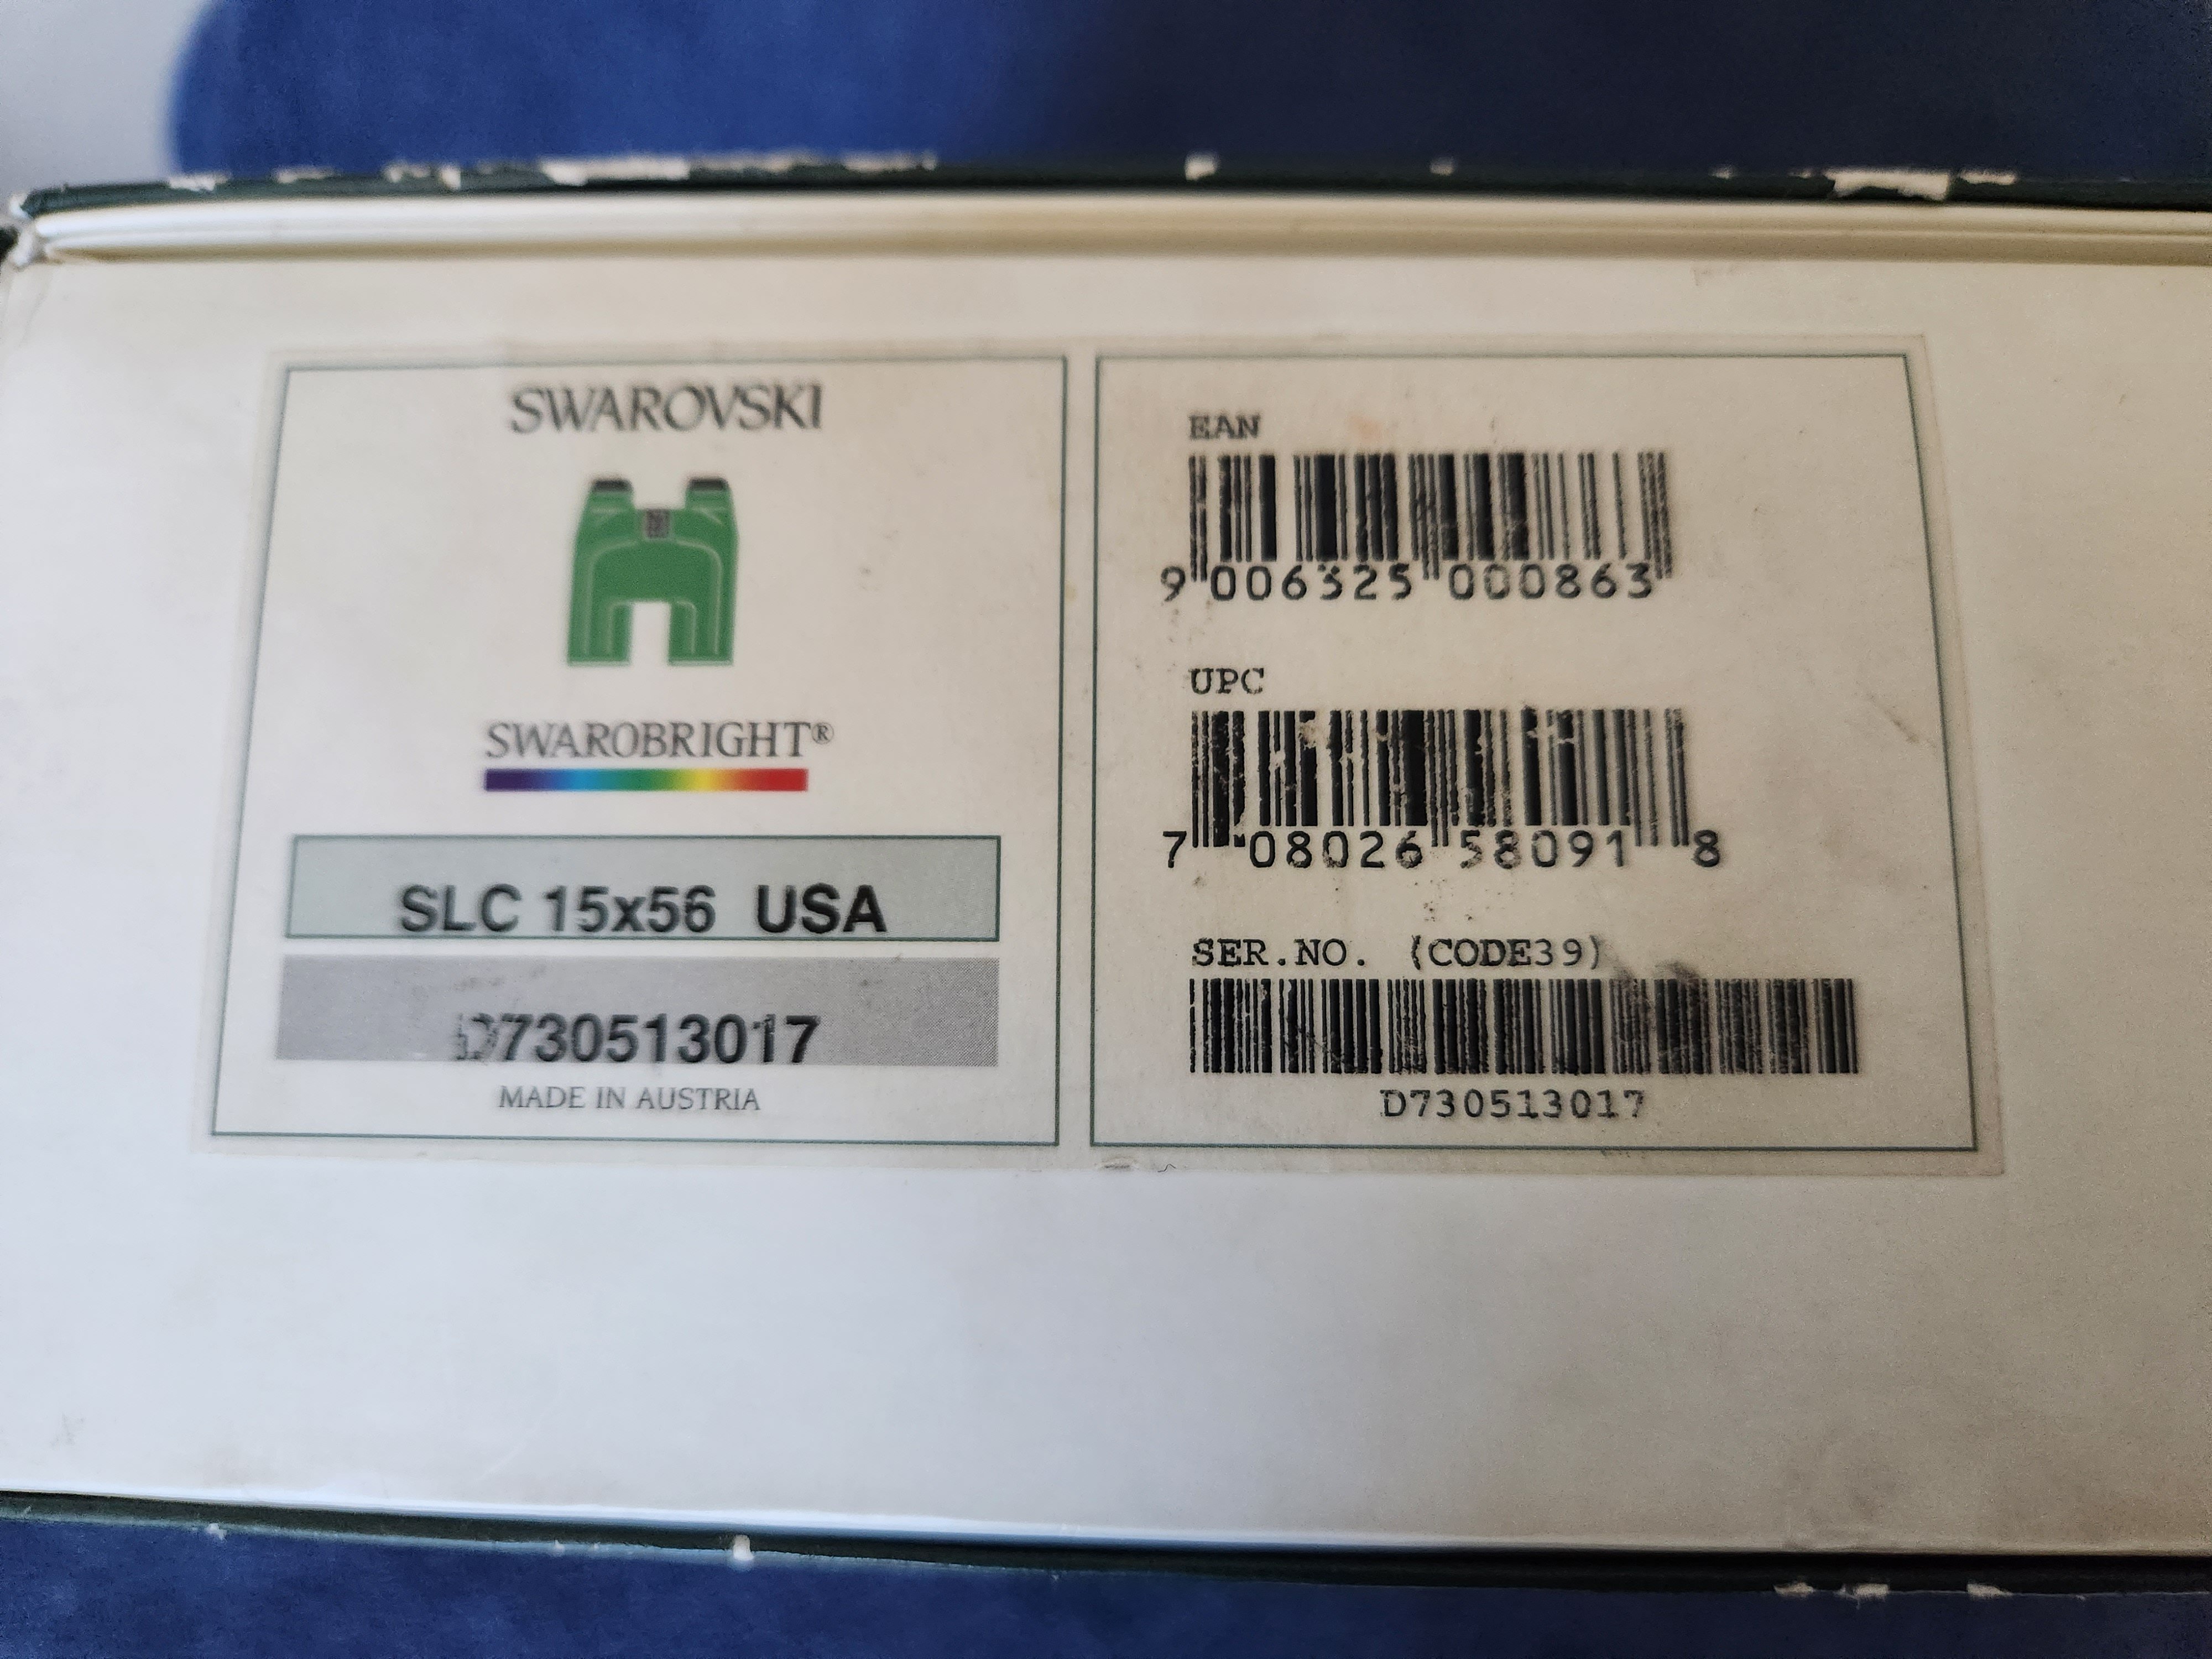 SWAROVSKI
SWAROBRIGHT®
SLC 15x56 USA
D730513017
MADE IN AUSTRIA
EAN
9 006325 000863
UPC
7 08026 58091 8
SER.NO. (CODE39)
D730513017